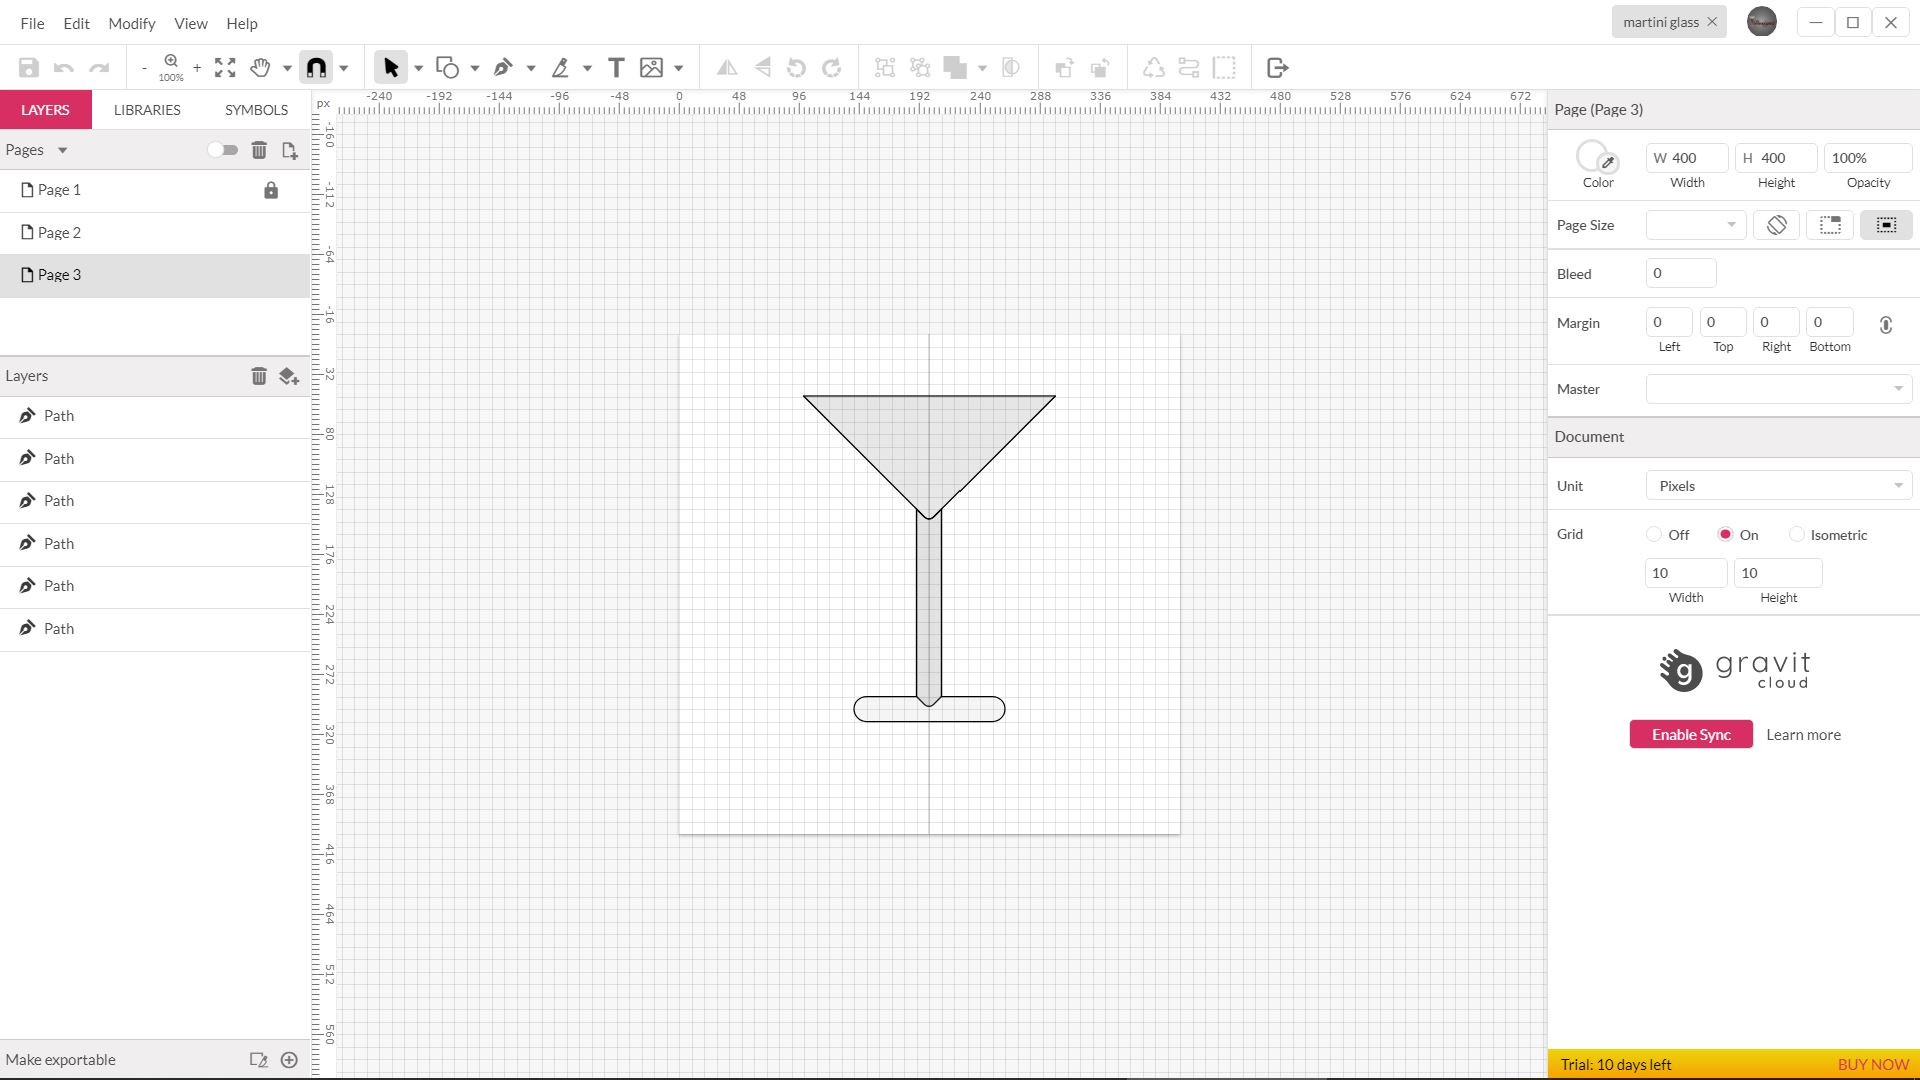 File Edit Modify View Help
martini glass
- 100% +
LAYERS LIBRARIES SYMBOLS
px
-240 -192 -144 -96 -48 0 48 96 144 192 240 288 336 384 432 480 528 576 624 672
-160
-112
-64
-16
32
80
128
176
224
272
320
368
416
464
512
560
Pages
Page 1
Page 2
Page 3
Layers
Path
Path
Path
Path
Path
Path
Make exportable
Page (Page 3)
W 400 H 400 100%
Color Width Height Opacity
Page Size
Bleed 0
Margin 0 0 0 0
Left Top Right Bottom
Master
Document
Unit Pixels
Grid Off On Isometric
10 10
Width Height
g gravit
cloud
Enable Sync Learn more
Trial: 10 days left BUY NOW